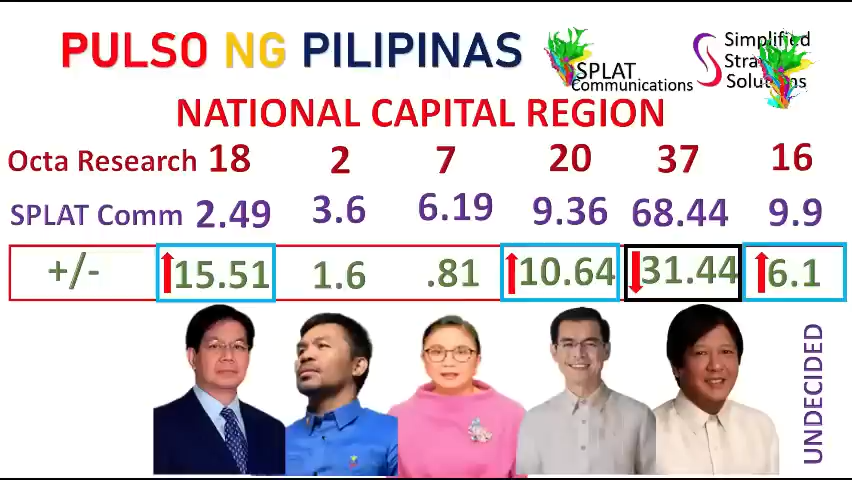 PULSO NG PILIPINAS
SPLAT
Communications
Simplified
Stra
Solutions
NATIONAL CAPITAL REGION
Octa Research 18 2 7 20 37 16
SPLAT Comm 2.49 3.6 6.19 9.36 68.44 9.9
+/- 15.51 1.6 .81 10.64 31.44 6.1
UNDECIDED